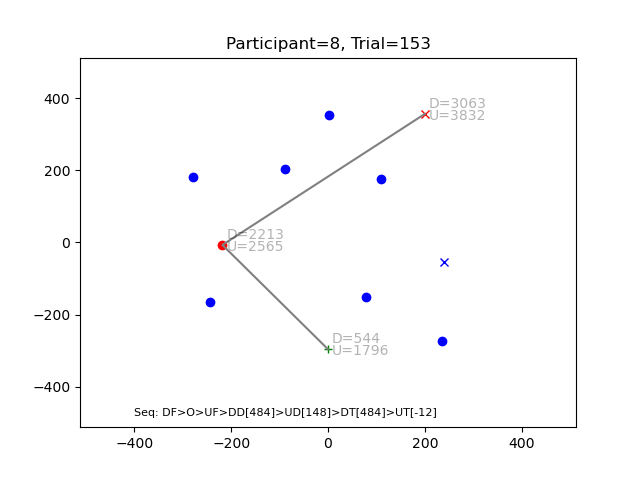 Participant=8, Trial=153
400
200
0
−200
−400
D=3063
U=3832
D=2213
U=2565
D=544
U=1796
Seq: DF>O>UF>DD[484]>UD[148]>DT[484]>UT[-12]
−400 −200 0 200 400